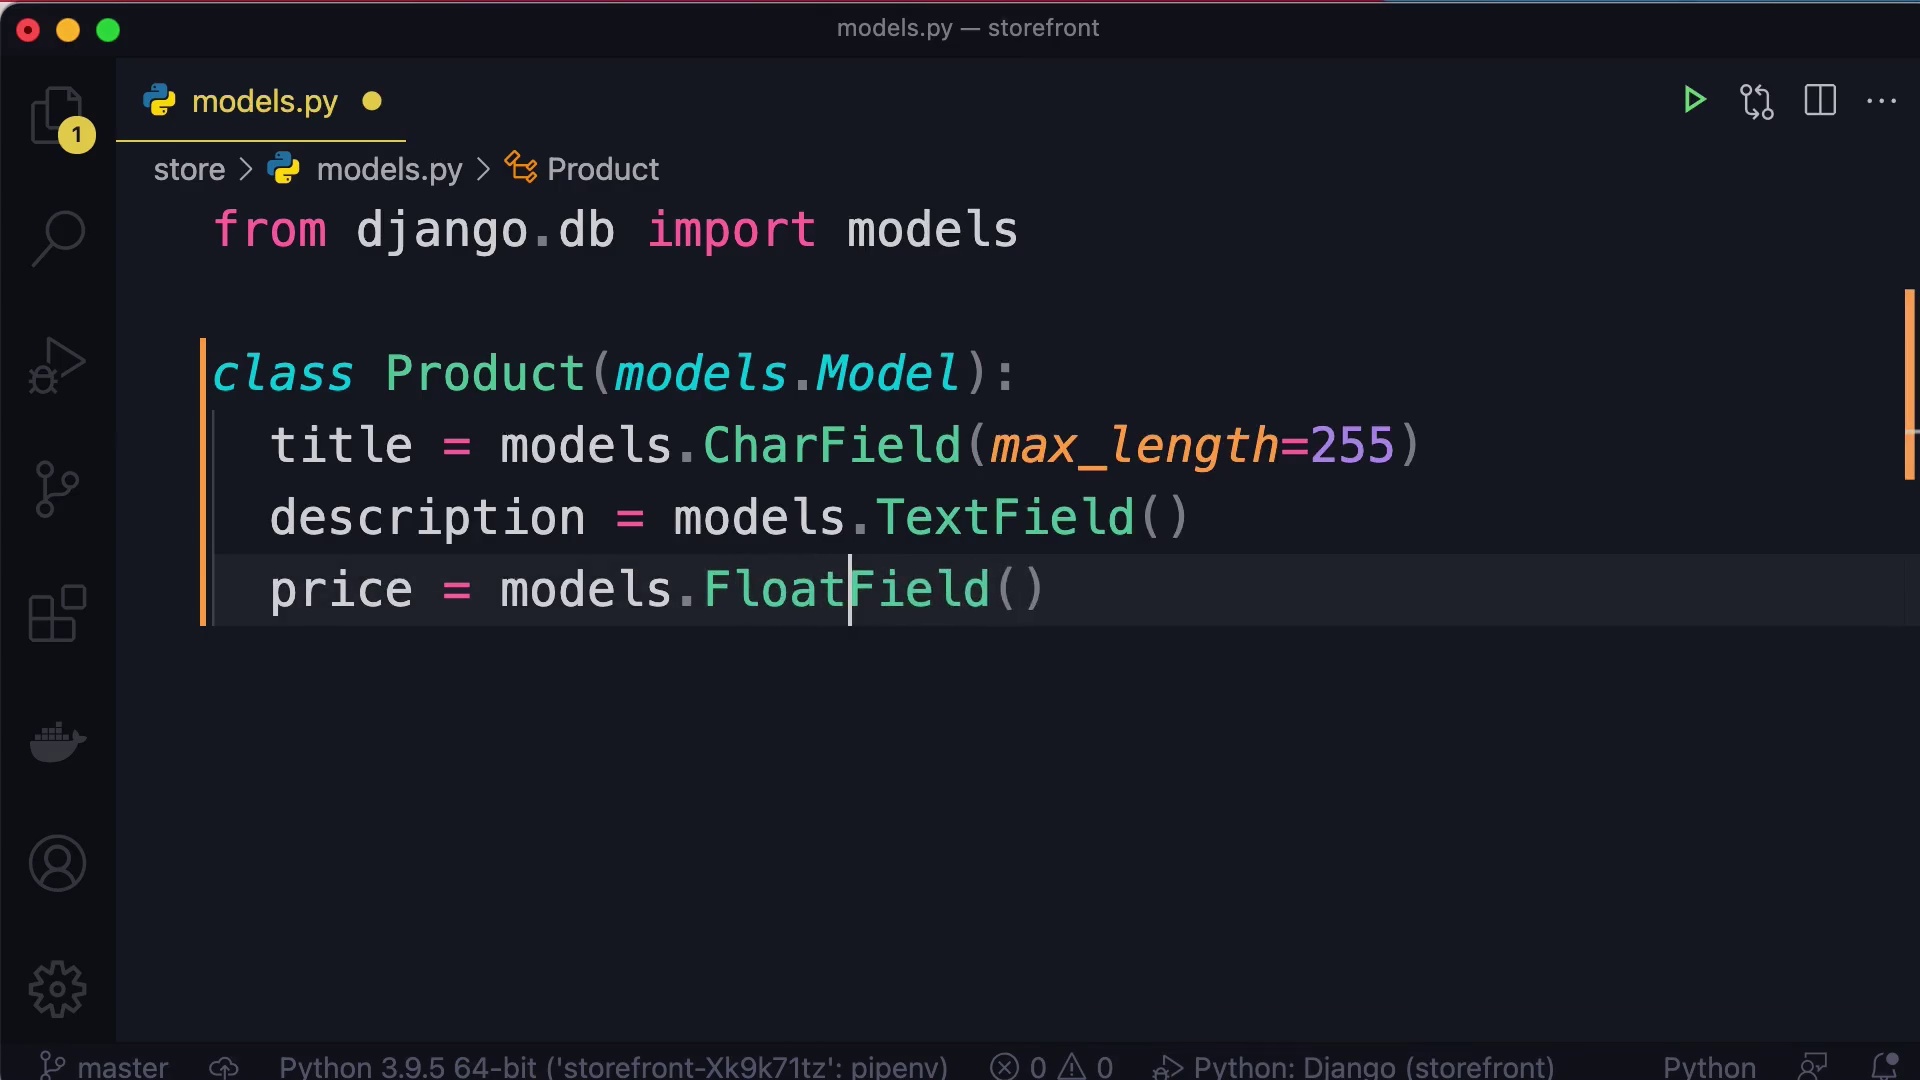 models.py — storefront
models.py
1
store > models.py > Product
from django.db import models
class Product(models.Model):
title = models.CharField(max_length=255)
description = models.TextField()
price = models.FloatField()
master Python 3.9.5 64-bit ('storefront-Xk9k71tz': pipenv) 0 0 Python: Django (storefront) Python